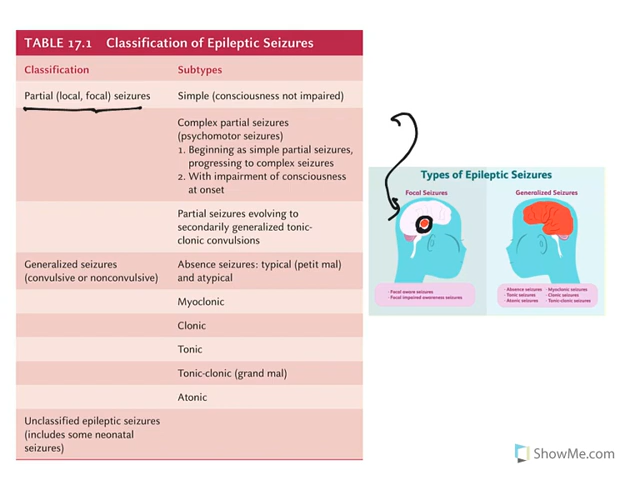 TABLE 17.1 Classification of Epileptic Seizures
Classification Subtypes
Partial (local, focal) seizures Simple (consciousness not impaired)
Complex partial seizures
(psychomotor seizures)
1. Beginning as simple partial seizures,
progressing to complex seizures
2. With impairment of consciousness
at onset
Partial seizures evolving to
secondarily generalized tonic-
clonic convulsions
Generalized seizures
(convulsive or nonconvulsive)
Absence seizures: typical (petit mal)
and atypical
Myoclonic
Clonic
Tonic
Tonic-clonic (grand mal)
Atonic
Unclassified epileptic seizures
(includes some neonatal
seizures)
Types of Epileptic Seizures
Focal Seizures
- Focal aware seizures
- Focal impaired awareness seizures
Generalized Seizures
- Absence seizures - Myoclonic seizures
- Tonic seizures - Clonic seizures
- Atonic seizures - Tonic-clonic seizures
ShowMe.com